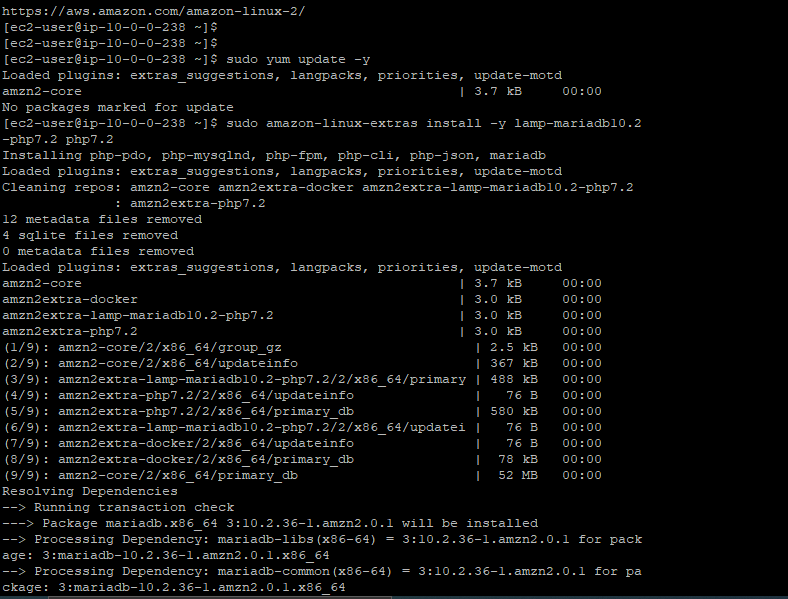 https://aws.amazon.com/amazon-linux-2/
[ec2-user@ip-10-0-0-238 ~]$
[ec2-user@ip-10-0-0-238 ~]$
[ec2-user@ip-10-0-0-238 ~]$ sudo yum update -y
Loaded plugins: extras_suggestions, langpacks, priorities, update-motd
amzn2-core | 3.7 kB 00:00
No packages marked for update
[ec2-user@ip-10-0-0-238 ~]$ sudo amazon-linux-extras install -y lamp-mariadb10.2
-php7.2 php7.2
Installing php-pdo, php-mysqlnd, php-fpm, php-cli, php-json, mariadb
Loaded plugins: extras_suggestions, langpacks, priorities, update-motd
Cleaning repos: amzn2-core amzn2extra-docker amzn2extra-lamp-mariadb10.2-php7.2
: amzn2extra-php7.2
12 metadata files removed
4 sqlite files removed
0 metadata files removed
Loaded plugins: extras_suggestions, langpacks, priorities, update-motd
amzn2-core | 3.7 kB 00:00
amzn2extra-docker | 3.0 kB 00:00
amzn2extra-lamp-mariadb10.2-php7.2 | 3.0 kB 00:00
amzn2extra-php7.2 | 3.0 kB 00:00
(1/9): amzn2-core/2/x86_64/group_gz | 2.5 kB 00:00
(2/9): amzn2-core/2/x86_64/updateinfo | 367 kB 00:00
(3/9): amzn2extra-lamp-mariadb10.2-php7.2/2/x86_64/primary | 488 kB 00:00
(4/9): amzn2extra-php7.2/2/x86_64/updateinfo | 76 B 00:00
(5/9): amzn2extra-php7.2/2/x86_64/primary_db | 580 kB 00:00
(6/9): amzn2extra-lamp-mariadb10.2-php7.2/2/x86_64/updatei | 76 B 00:00
(7/9): amzn2extra-docker/2/x86_64/updateinfo | 76 B 00:00
(8/9): amzn2extra-docker/2/x86_64/primary_db | 78 kB 00:00
(9/9): amzn2-core/2/x86_64/primary_db | 52 MB 00:00
Resolving Dependencies
--> Running transaction check
---> Package mariadb.x86_64 3:10.2.36-1.amzn2.0.1 will be installed
--> Processing Dependency: mariadb-libs(x86-64) = 3:10.2.36-1.amzn2.0.1 for pack
age: 3:mariadb-10.2.36-1.amzn2.0.1.x86_64
--> Processing Dependency: mariadb-common(x86-64) = 3:10.2.36-1.amzn2.0.1 for pa
ckage: 3:mariadb-10.2.36-1.amzn2.0.1.x86_64